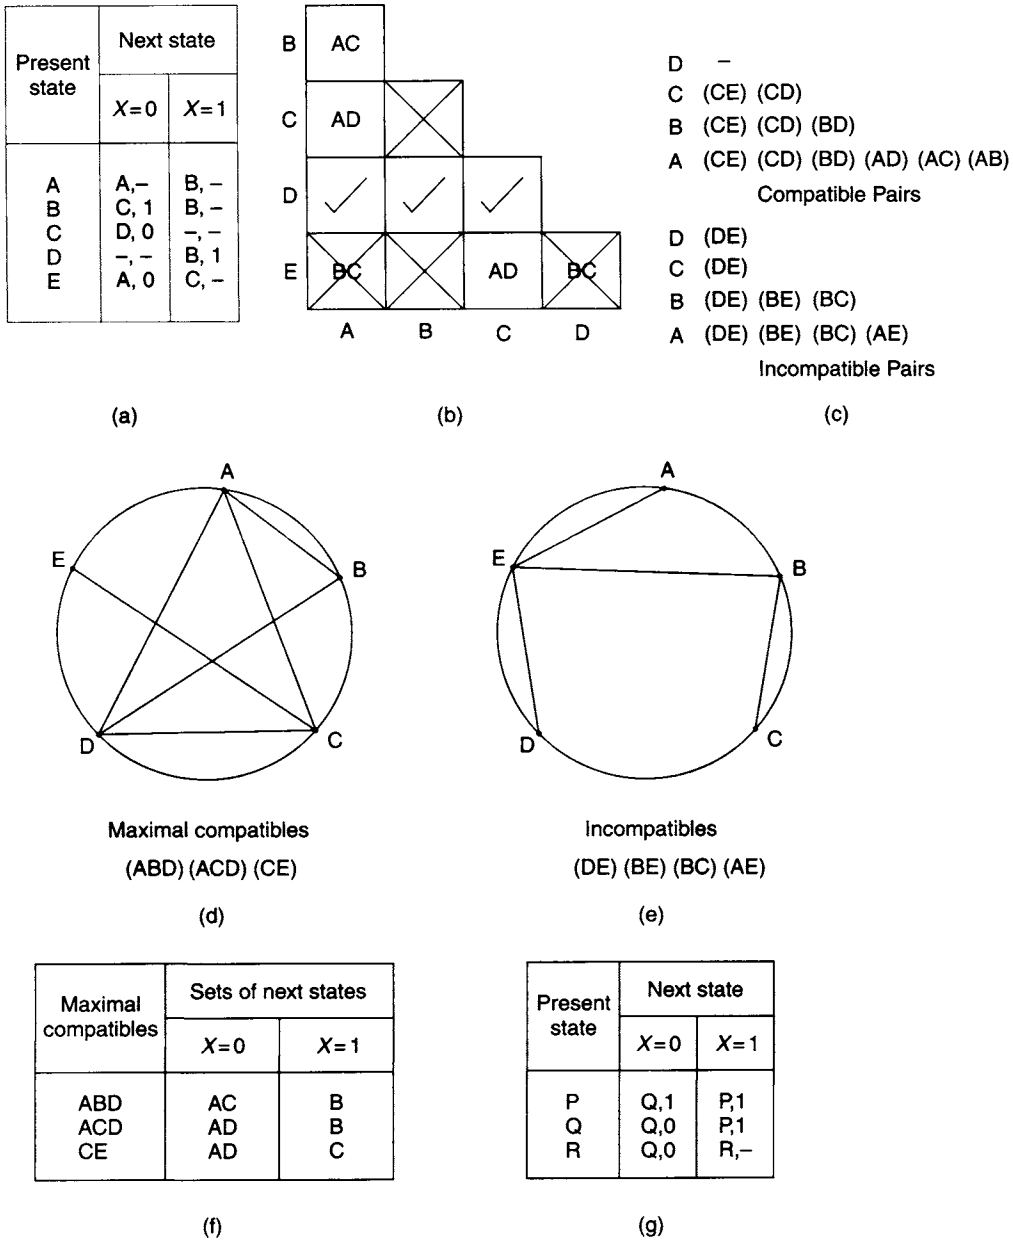 Present state
Next state
X=0 X=1
A A,– B, –
B C, 1 B, –
C D, 0 –, –
D –, – B, 1
E A, 0 C, –
(a)
B AC
C AD
D
E BC AD BC
A B C D
(b)
D –
C (CE) (CD)
B (CE) (CD) (BD)
A (CE) (CD) (BD) (AD) (AC) (AB)
Compatible Pairs
D (DE)
C (DE)
B (DE) (BE) (BC)
A (DE) (BE) (BC) (AE)
Incompatible Pairs
(c)
A
E
B
D
C
Maximal compatibles
(ABD) (ACD) (CE)
(d)
A
E
B
D
C
Incompatibles
(DE) (BE) (BC) (AE)
(e)
Maximal
compatibles
Sets of next states
X=0 X=1
ABD AC B
ACD AD B
CE AD C
(f)
Present
state
Next state
X=0 X=1
P Q,1 P,1
Q Q,0 P,1
R Q,0 R,–
(g)